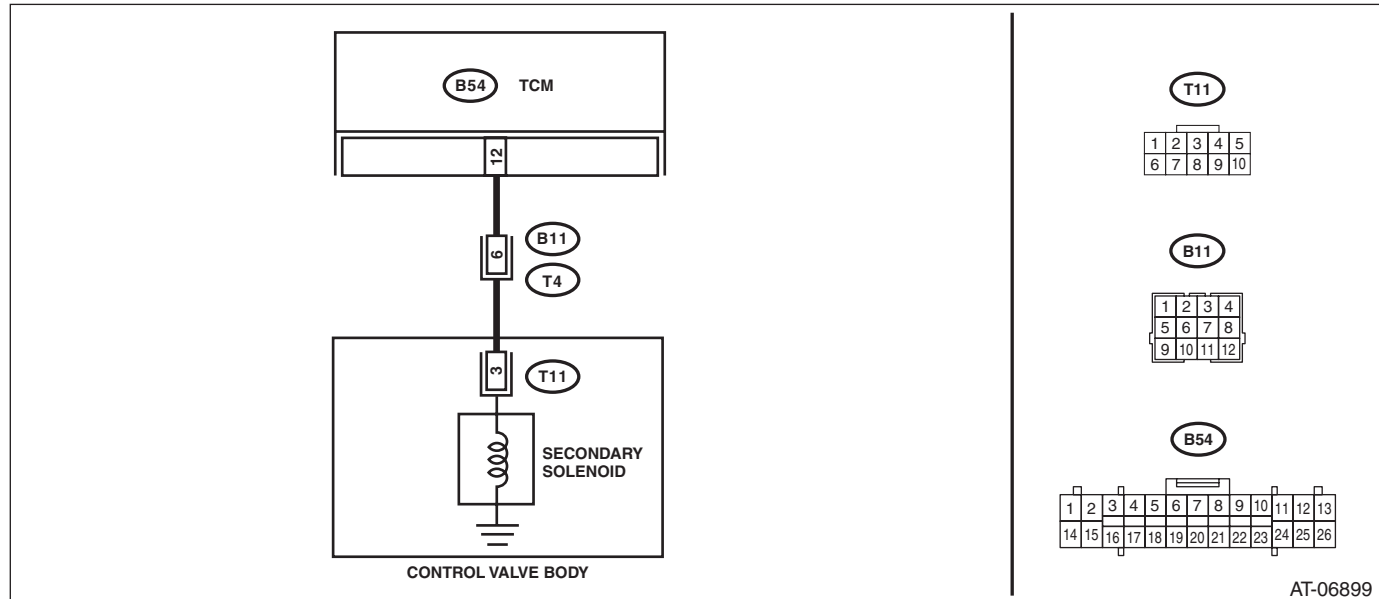 B54 TCM
12
6
B11
T4
3
T11
SECONDARY
SOLENOID
CONTROL VALVE BODY
T11
1 2 3 4 5
6 7 8 9 10
B11
1 2 3 4
5 6 7 8
9 10 11 12
B54
1 2 3 4 5 6 7 8 9 10 11 12 13
14 15 16 17 18 19 20 21 22 23 24 25 26
AT-06899